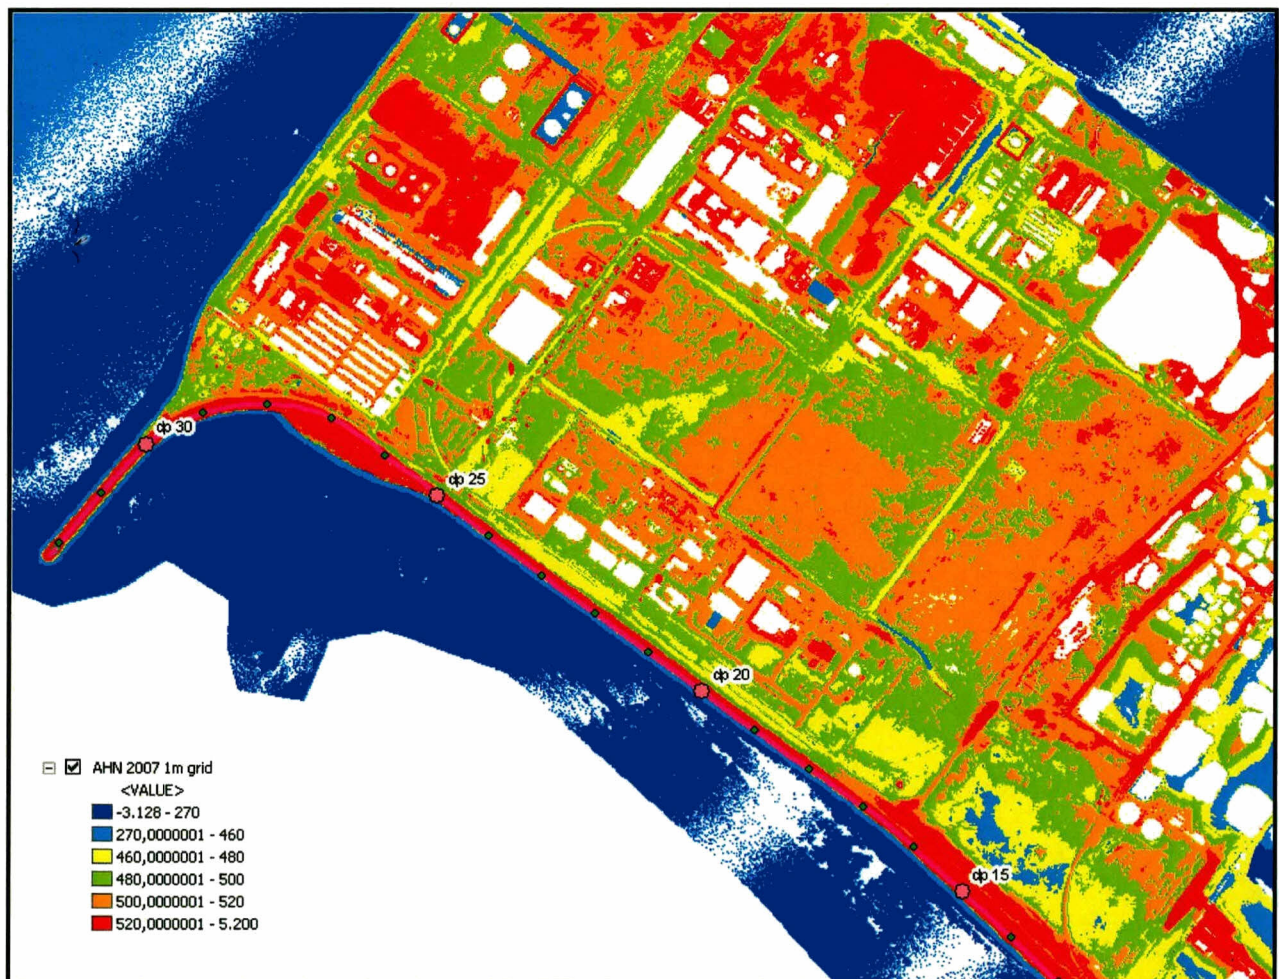 dp 30
dp 25
dp 20
dp 15
AHN 2007 1m grid
<VALUE>
-3.128 - 270
270,0000001 - 460
460,0000001 - 480
480,0000001 - 500
500,0000001 - 520
520,0000001 - 5.200